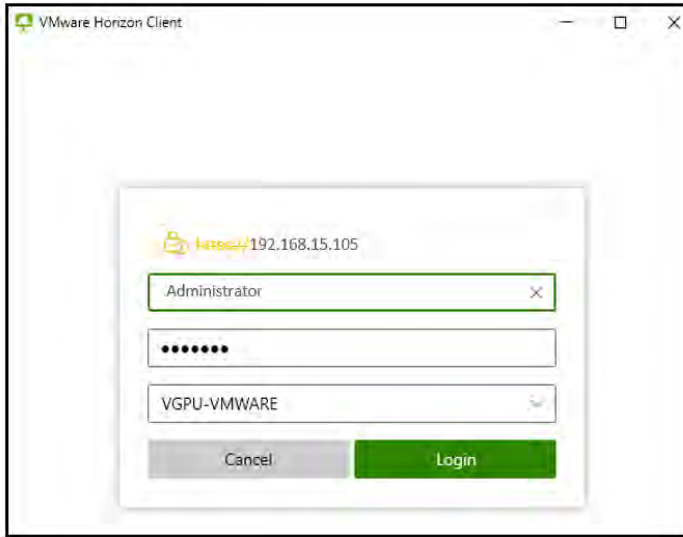 VMware Horizon Client
https://192.168.15.105
Administrator
•••••••
VGPU-VMWARE
Cancel Login